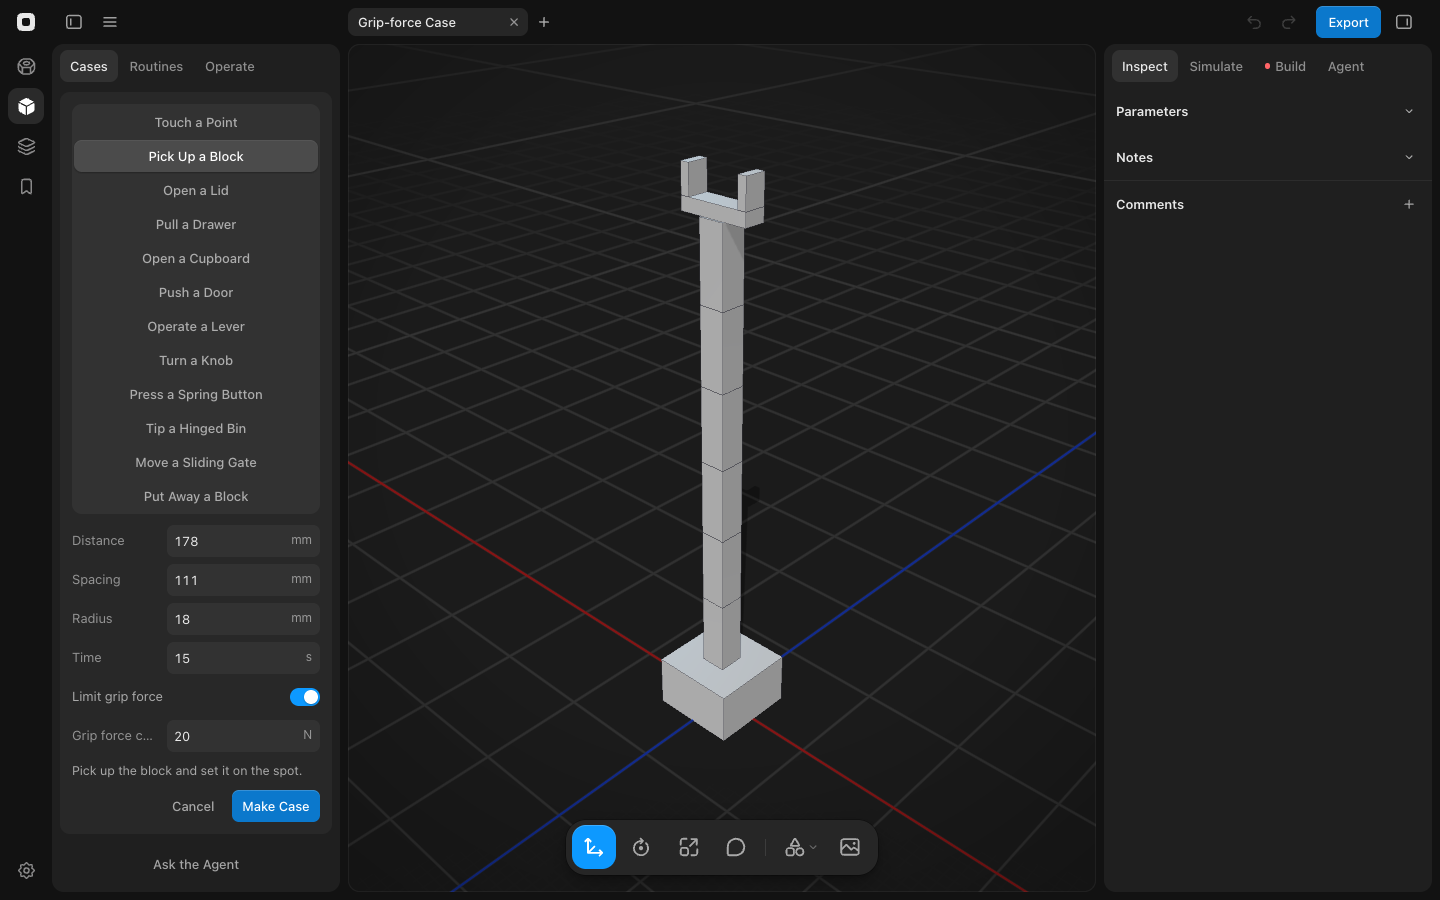 Grip-force Case
Export
Cases
Routines
Operate
Touch a Point
Pick Up a Block
Open a Lid
Pull a Drawer
Open a Cupboard
Push a Door
Operate a Lever
Turn a Knob
Press a Spring Button
Tip a Hinged Bin
Move a Sliding Gate
Put Away a Block
Distance 178 mm
Spacing 111 mm
Radius 18 mm
Time 15 s
Limit grip force
Grip force c... 20 N
Pick up the block and set it on the spot.
Cancel
Make Case
Ask the Agent
Inspect
Simulate
Build
Agent
Parameters
Notes
Comments